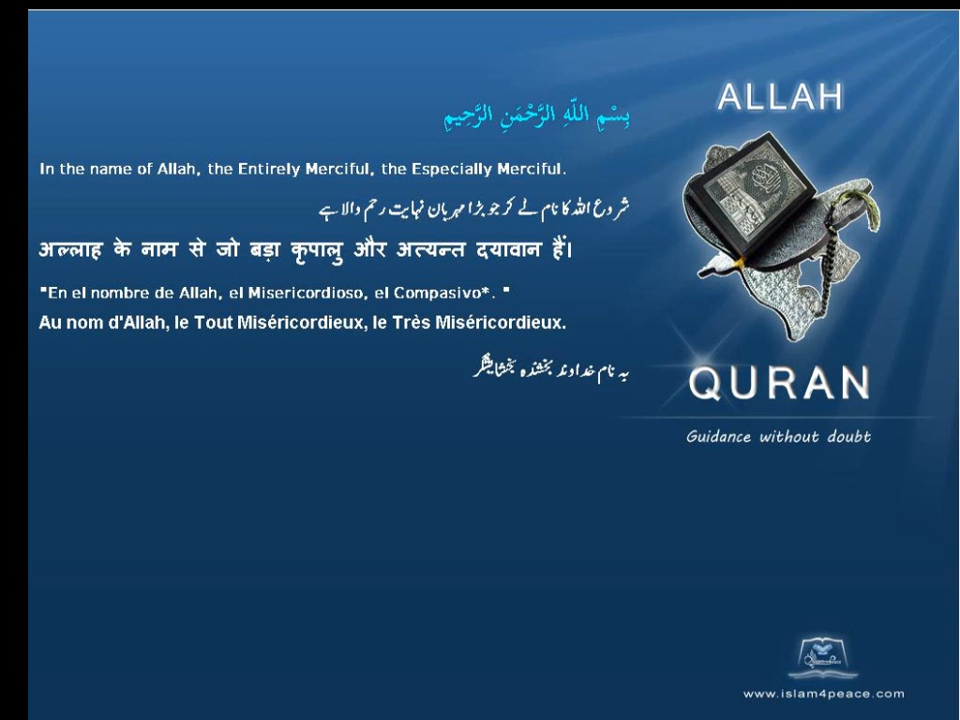 بِسْمِ اللّهِ الرَّحْمَنِ الرَّحِيمِ
In the name of Allah, the Entirely Merciful, the Especially Merciful.
شروع اللہ کا نام لے کر جو بڑا مہربان نہایت رحم والا ہے
अल्लाह के नाम से जो बड़ा कृपालु और अत्यन्त दयावान हैं।
"En el nombre de Allah, el Misericordioso, el Compasivo*. "
Au nom d'Allah, le Tout Miséricordieux, le Très Miséricordieux.
به نام خداوند بخشنده بخشایشگر
ALLAH
QURAN
Guidance without doubt
www.islam4peace.com